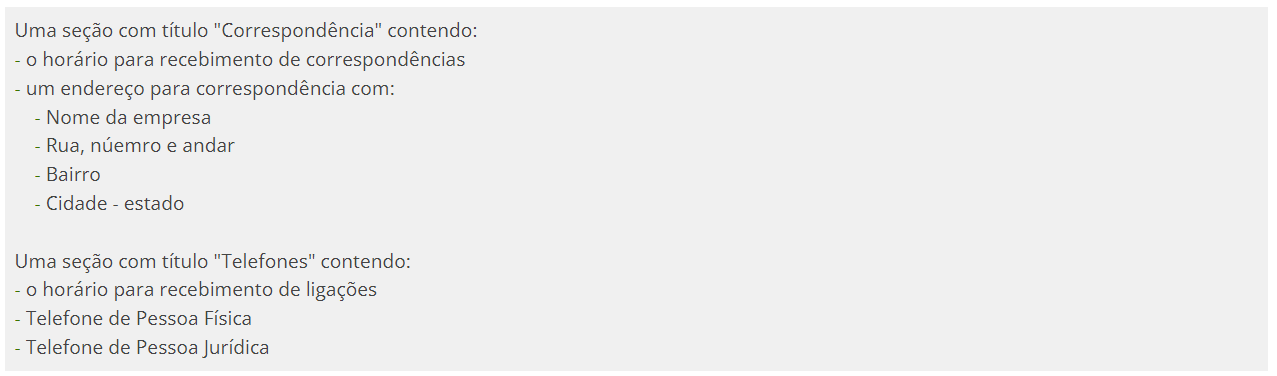 Uma seção com título "Correspondência" contendo:
- o horário para recebimento de correspondências
- um endereço para correspondência com:
- Nome da empresa
- Rua, núemro e andar
- Bairro
- Cidade - estado
Uma seção com título "Telefones" contendo:
- o horário para recebimento de ligações
- Telefone de Pessoa Física
- Telefone de Pessoa Jurídica